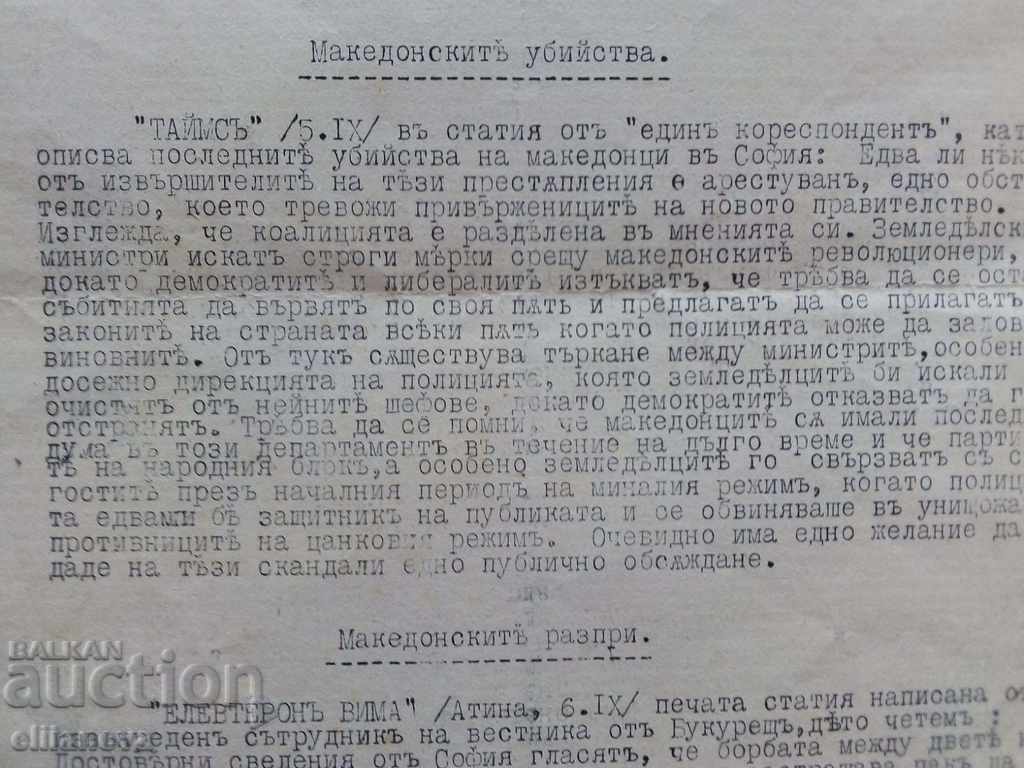 Македонскитѣ убийства.
"ТАЙМСЪ" /5.IX/ въ статия отъ "единъ кореспондентъ", кат
описва последнитѣ убийства на македонци въ София: Едва ли нѣк
отъ извършителитѣ на тѣзи престѫпления е арестуванъ, едно обст
телство, което тревожи привърженицитѣ на новото правителство.
Изглежда, че коалицията е раздѣлена въ мненията си. Земледѣлск
министри искатъ строги мѣрки срещу македонскитѣ революционери,
докато демократитѣ и либералитѣ изтъкватъ, че трѣбва да се ост
събитията да вървятъ по своя пѫть и предлагатъ да се прилагатъ
законитѣ на страната всѣки пѫть когато полицията може да залов
виновнитѣ. Отъ тукъ сѫществува търкане между министритѣ,особен
досежно дирекцията на полицията, която земледѣлцитѣ би искали
очистятъ отъ нейнитѣ шефове, докато демократитѣ отказватъ да г
отстранятъ. Трѣбва да се помни, че македонцитѣ сѫ имали послед
дума въ този департаментъ въ течение на дълго време и че парти
тѣ на народния блокъ,а особено земледѣлцитѣ го свързватъ съ с
гоститѣ презъ началния периодъ на миналия режимъ, когато полиц
та едвами бѣ защитник на публиката и се обвиняваше въ унищожа
противницитѣ на цанковия режимъ. Очевидно има едно желание да
даде на тѣзи скандали едно публично обсѫждане.
Македонскитѣ разпри.
"ЕЛЕВТЕРОНЪ ВИМА" /Атина, 6.IX/ печата статия написана о
сътрудник на вестника отъ Букурещъ,дѣто четемъ :
Достовѣрни сведения отъ София гласятъ, че борбата между дветѣ
BALKAN
auction